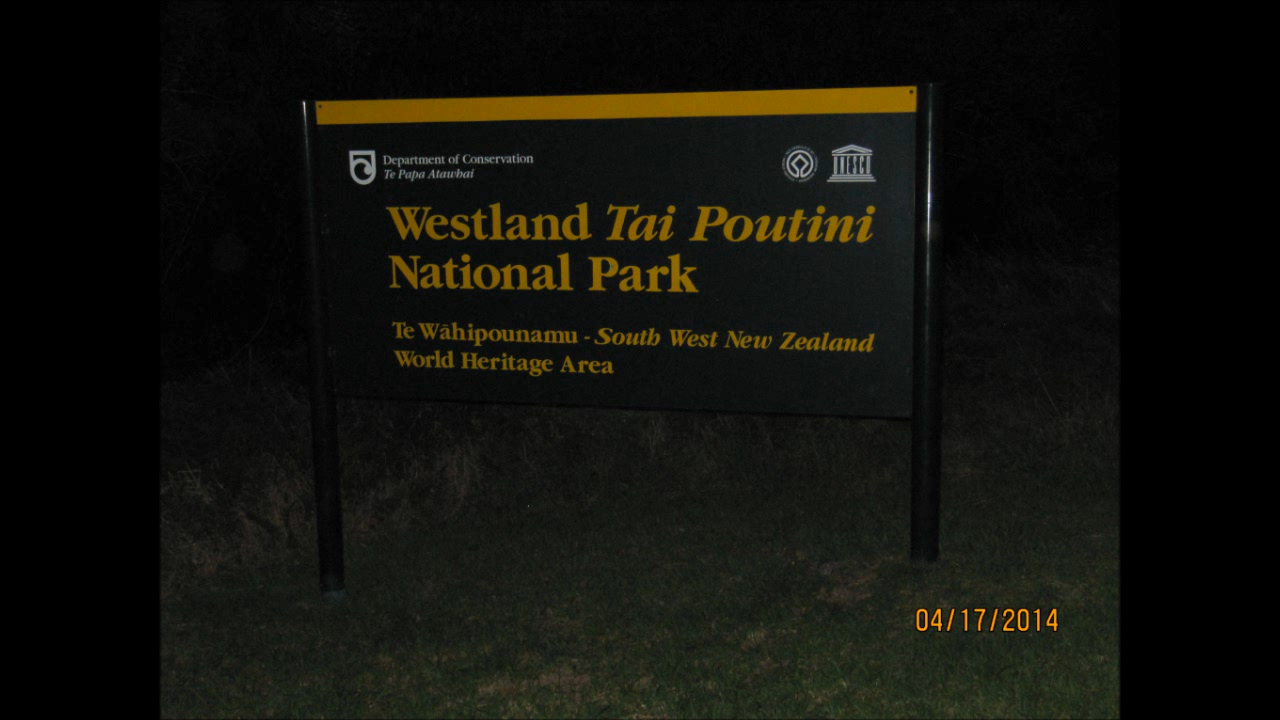 Department of Conservation
Te Papa Atawhai
UNESCO
Westland Tai Poutini
National Park
Te Wāhipounamu - South West New Zealand
World Heritage Area
04/17/2014